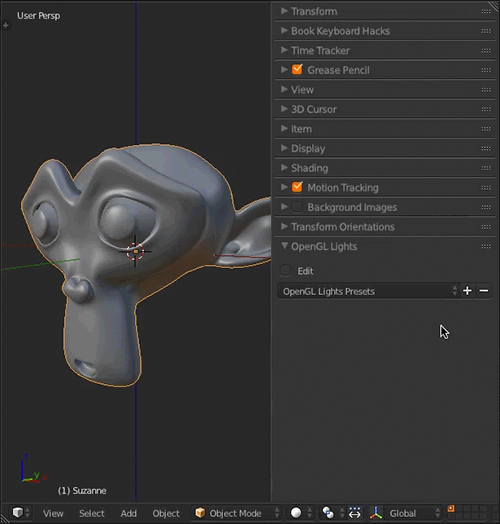 User Persp
Transform
Book Keyboard Hacks
Time Tracker
Grease Pencil
View
3D Cursor
Item
Display
Shading
Motion Tracking
Background Images
Transform Orientations
OpenGL Lights
Edit
OpenGL Lights Presets
z
y
x
(1) Suzanne
View Select Add Object Object Mode Global